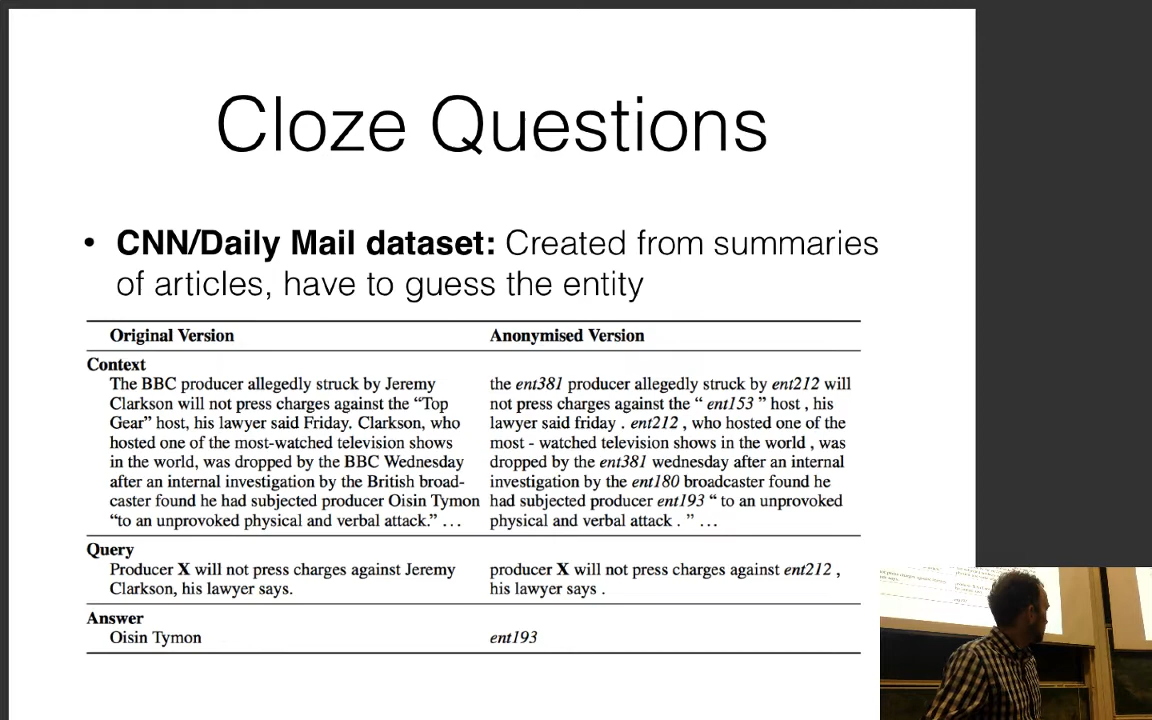 Cloze Questions
• CNN/Daily Mail dataset: Created from summaries
of articles, have to guess the entity
Original Version
Anonymised Version
Context
The BBC producer allegedly struck by Jeremy
Clarkson will not press charges against the “Top
Gear” host, his lawyer said Friday. Clarkson, who
hosted one of the most-watched television shows
in the world, was dropped by the BBC Wednesday
after an internal investigation by the British broad-
caster found he had subjected producer Oisin Tymon
“to an unprovoked physical and verbal attack.” ...
the ent381 producer allegedly struck by ent212 will
not press charges against the “ ent153 ” host , his
lawyer said friday . ent212 , who hosted one of the
most - watched television shows in the world , was
dropped by the ent381 wednesday after an internal
investigation by the ent180 broadcaster found he
had subjected producer ent193 “ to an unprovoked
physical and verbal attack . ” ...
Query
Producer X will not press charges against Jeremy
Clarkson, his lawyer says.
producer X will not press charges against ent212 ,
his lawyer says .
Answer
Oisin Tymon
ent193